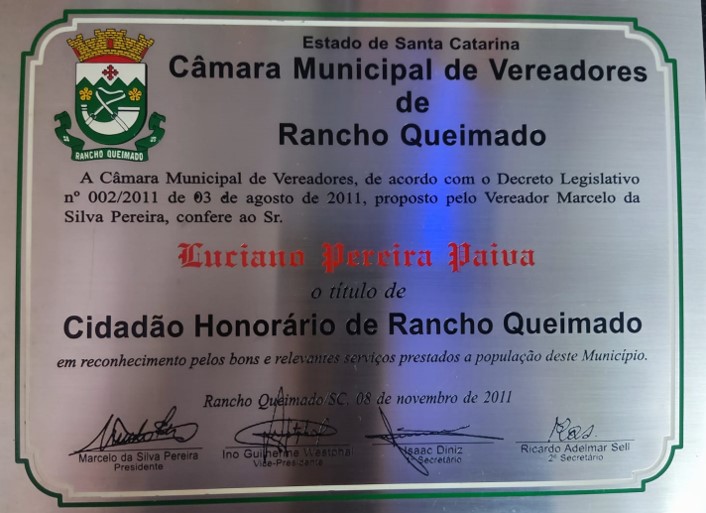 Estado de Santa Catarina
Câmara Municipal de Vereadores
de
Rancho Queimado
RANCHO QUEIMADO
A Câmara Municipal de Vereadores, de acordo com o Decreto Legislativo
nº 002/2011 de 03 de agosto de 2011, proposto pelo Vereador Marcelo da
Silva Pereira, confere ao Sr.
Luciano Pereira Paiva
o título de
Cidadão Honorário de Rancho Queimado
em reconhecimento pelos bons e relevantes serviços prestados a população deste Município.
Rancho Queimado SC, 08 de novembro de 2011
Marcelo da Silva Pereira
Presidente
Ino Guilherme Westphal
Vice-Presidente
Isaac Diniz
1º Secretário
Ricardo Adelmar Sell
2º Secretário